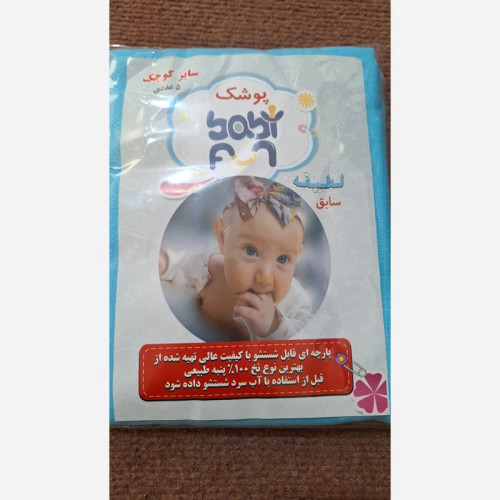 سایز کوچک
۵ عددی
پوشک
baby
fun
لطیفه
سابق
پارچه ای قابل شستشو با کیفیت عالی تهیه شده از
بهترین نوع نخ ۱۰۰٪ پنبه طبیعی
قبل از استفاده با آب سرد شستشو داده شود